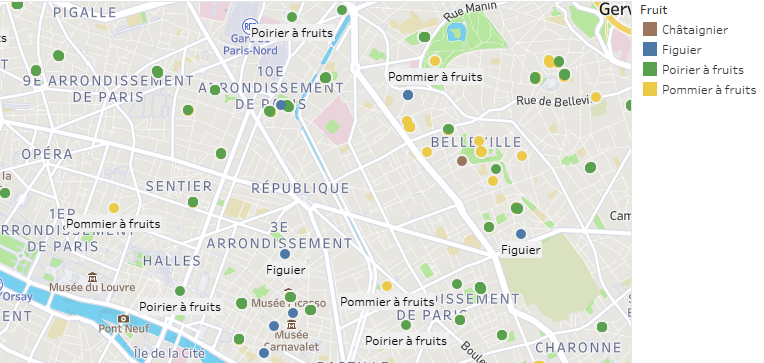 PIGALLE
Rue Manin
Gerv
Poirier à fruits
Gare
Paris-Nord
9E ARRONDISSEMENT
DE PARIS
10E
ARRONDISSEMENT
DE PARIS
Pommier à fruits
Rue de Bellevi
BELLEVILLE
OPÉRA
la
SENTIER
RÉPUBLIQUE
1ER
Pommier à fruits
ARRONDISSEMENT
DE PARIS
3E
ARRONDISSEMENT
Cam
Figuier
HALLES
Figuier
Musée du Louvre
'Orsay
ENT
Poirier à fruits
Musée Picasso
Pommier à fruits
ISSEMENT
DE PARIS
Pont Neuf
Musée
Carnavalet
Poirier à fruits
Île de la Cité
Boule
CHARONNE
Fruit
Châtaignier
Figuier
Poirier à fruits
Pommier à fruits